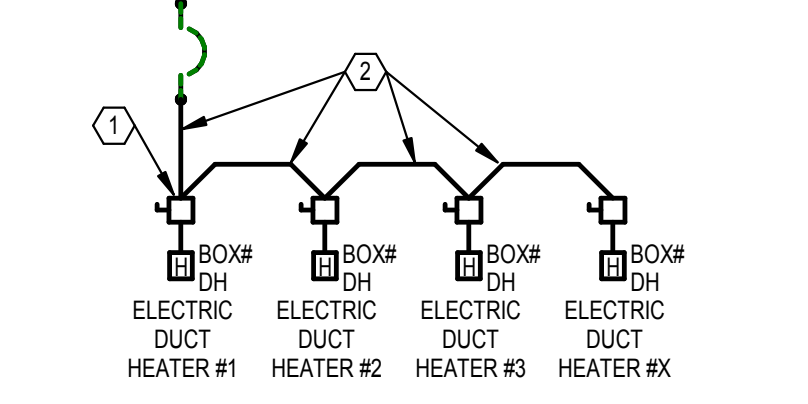 2
1
H BOX#
DH
ELECTRIC
DUCT
HEATER #1
H BOX#
DH
ELECTRIC
DUCT
HEATER #2
H BOX#
DH
ELECTRIC
DUCT
HEATER #3
H BOX#
DH
ELECTRIC
DUCT
HEATER #X